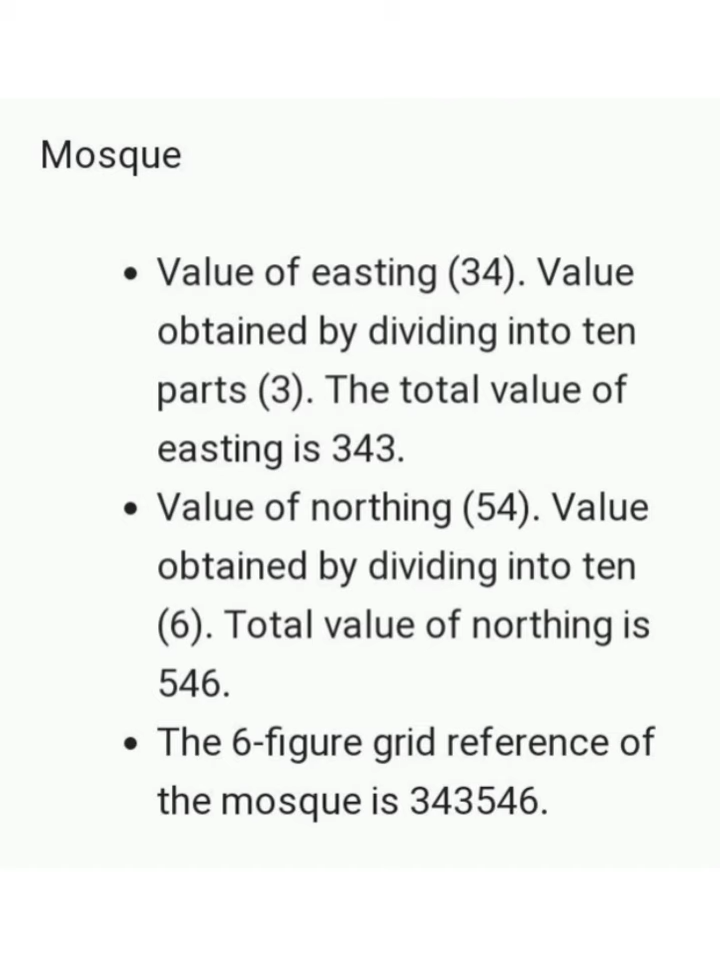 Mosque
• Value of easting (34). Value
obtained by dividing into ten
parts (3). The total value of
easting is 343.
• Value of northing (54). Value
obtained by dividing into ten
(6). Total value of northing is
546.
• The 6-figure grid reference of
the mosque is 343546.